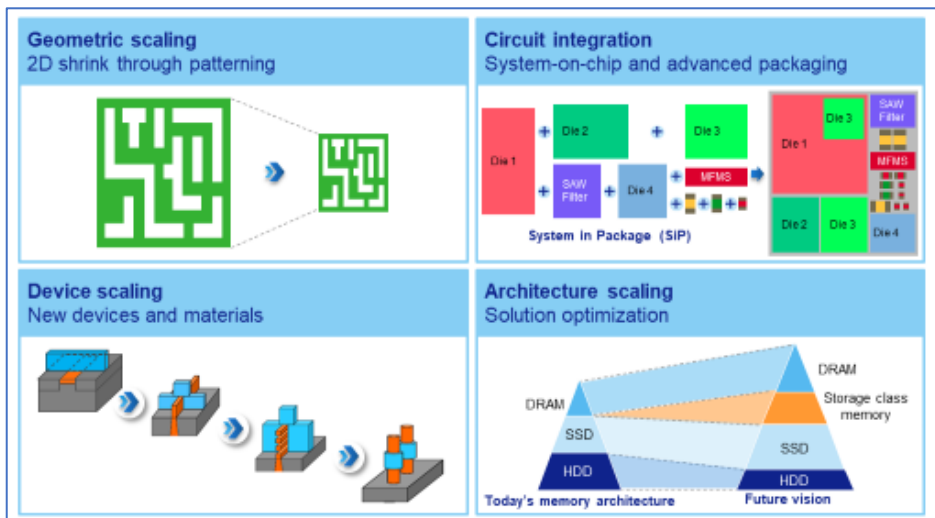 Geometric scaling
2D shrink through patterning
Circuit integration
System-on-chip and advanced packaging
Die 1
+
Die 2
+
Die 3
+
SAW
Filter
+
Die 4
+
MFMS
+
+
+
System in Package (SiP)
Die 1
Die 3
SAW
Filter
MFMS
Die 2
Die 3
Die 4
Device scaling
New devices and materials
Architecture scaling
Solution optimization
DRAM
SSD
HDD
Today's memory architecture
DRAM
Storage class
memory
SSD
HDD
Future vision